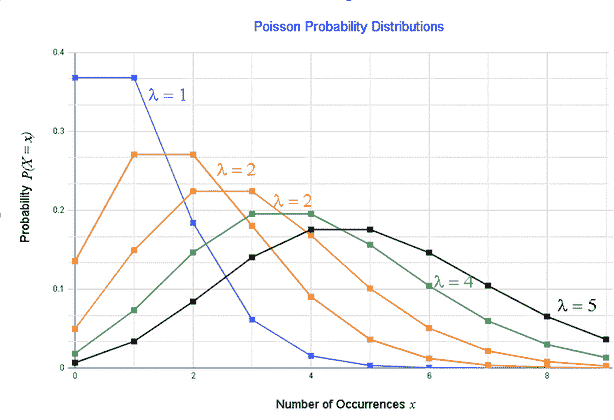 Poisson Probability Distributions
0.4
0.3
0.2
0.1
0
Probability P(X = x)
λ = 1
λ = 2
λ = 2
λ = 4
λ = 5
0 2 4 6 8
Number of Occurrences x